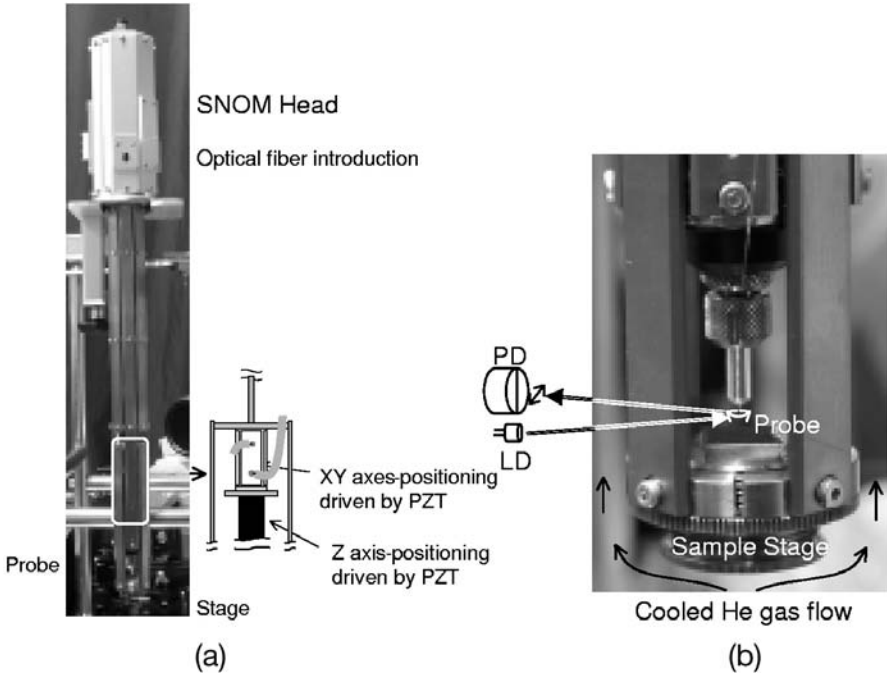 SNOM Head
Optical fiber introduction
XY axes-positioning
driven by PZT
Z axis-positioning
driven by PZT
Probe
Stage
(a)
PD
LD
Probe
Sample Stage
Cooled He gas flow
(b)